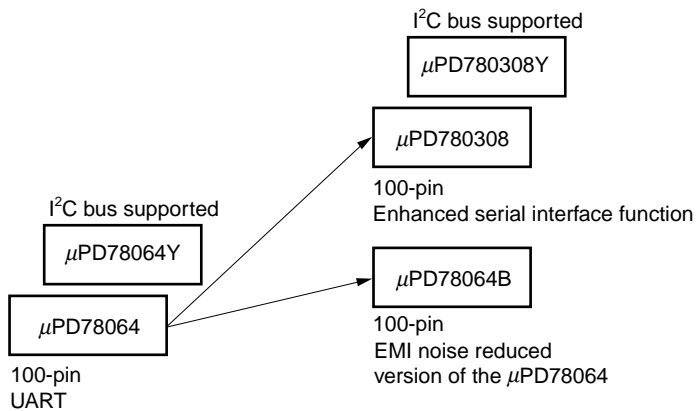 I²C bus supported
μPD780308Y
μPD780308
100-pin
Enhanced serial interface function
I²C bus supported
μPD78064Y
μPD78064
100-pin
UART
μPD78064B
100-pin
EMI noise reduced
version of the μPD78064